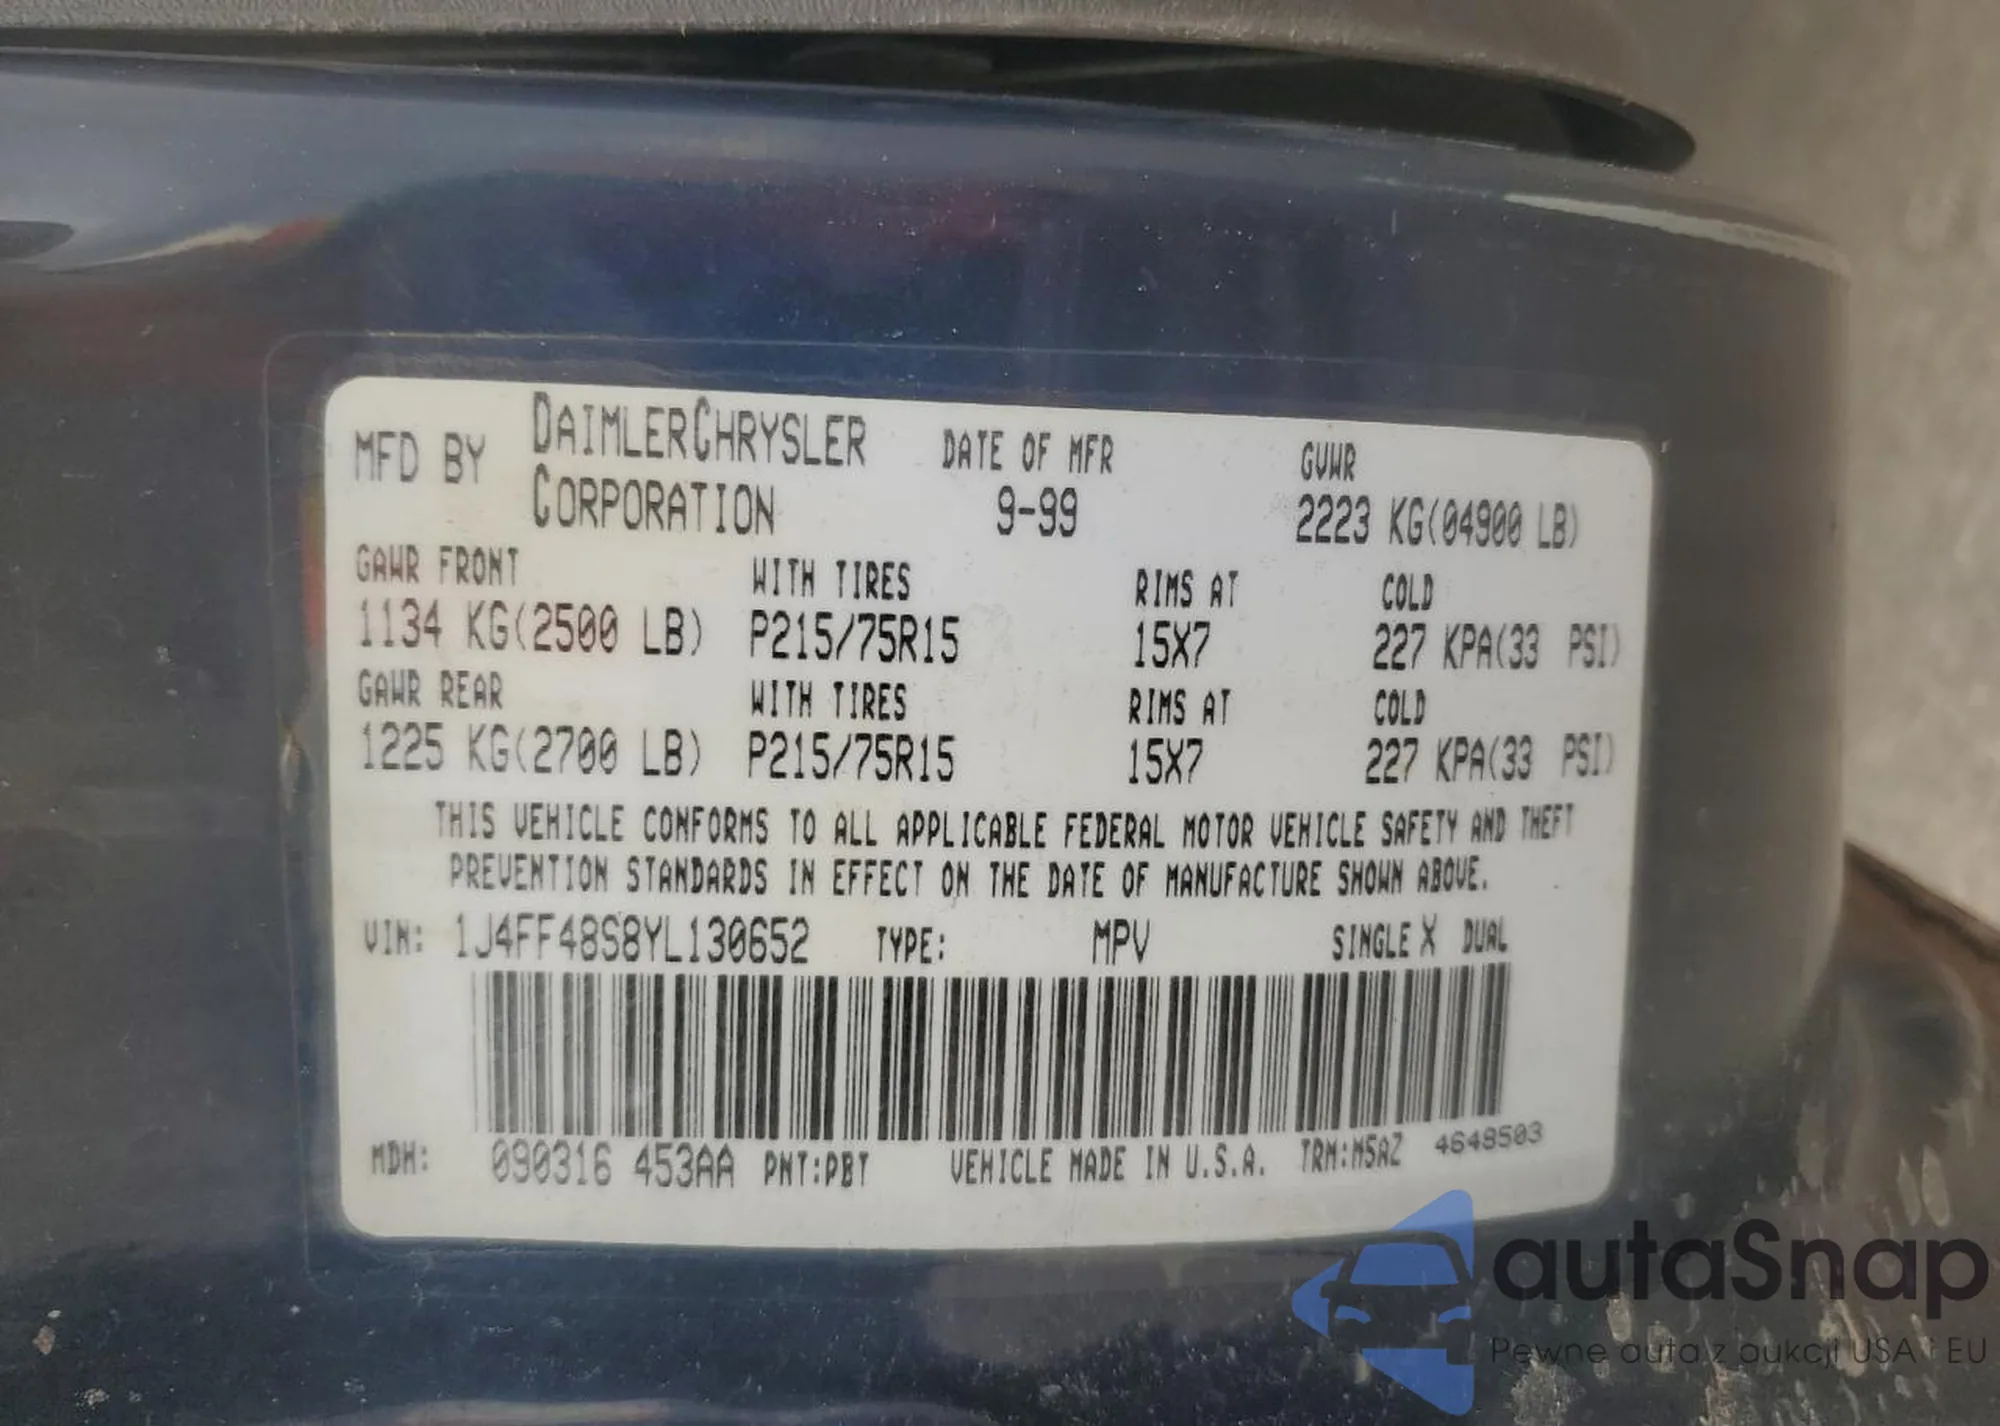 MFD BY DAIMLERCHRYSLER CORPORATION DATE OF MFR 9-99 GVWR 2223 KG(04900 LB)
GAWR FRONT WITH TIRES RIMS AT COLD
1134 KG(2500 LB) P215/75R15 15X7 227 KPA(33 PSI)
GAWR REAR WITH TIRES RIMS AT COLD
1225 KG(2700 LB) P215/75R15 15X7 227 KPA(33 PSI)
THIS VEHICLE CONFORMS TO ALL APPLICABLE FEDERAL MOTOR VEHICLE SAFETY AND THEFT
PREVENTION STANDARDS IN EFFECT ON THE DATE OF MANUFACTURE SHOWN ABOVE.
VIN: 1J4FF48S8YL130652 TYPE: MPV SINGLE X DUAL
MDH: 090316 453AA PNT:PBT VEHICLE MADE IN U.S.A. TRM:M5AZ 4648503
autaSnap
Pewne auta z aukcji USA i EU